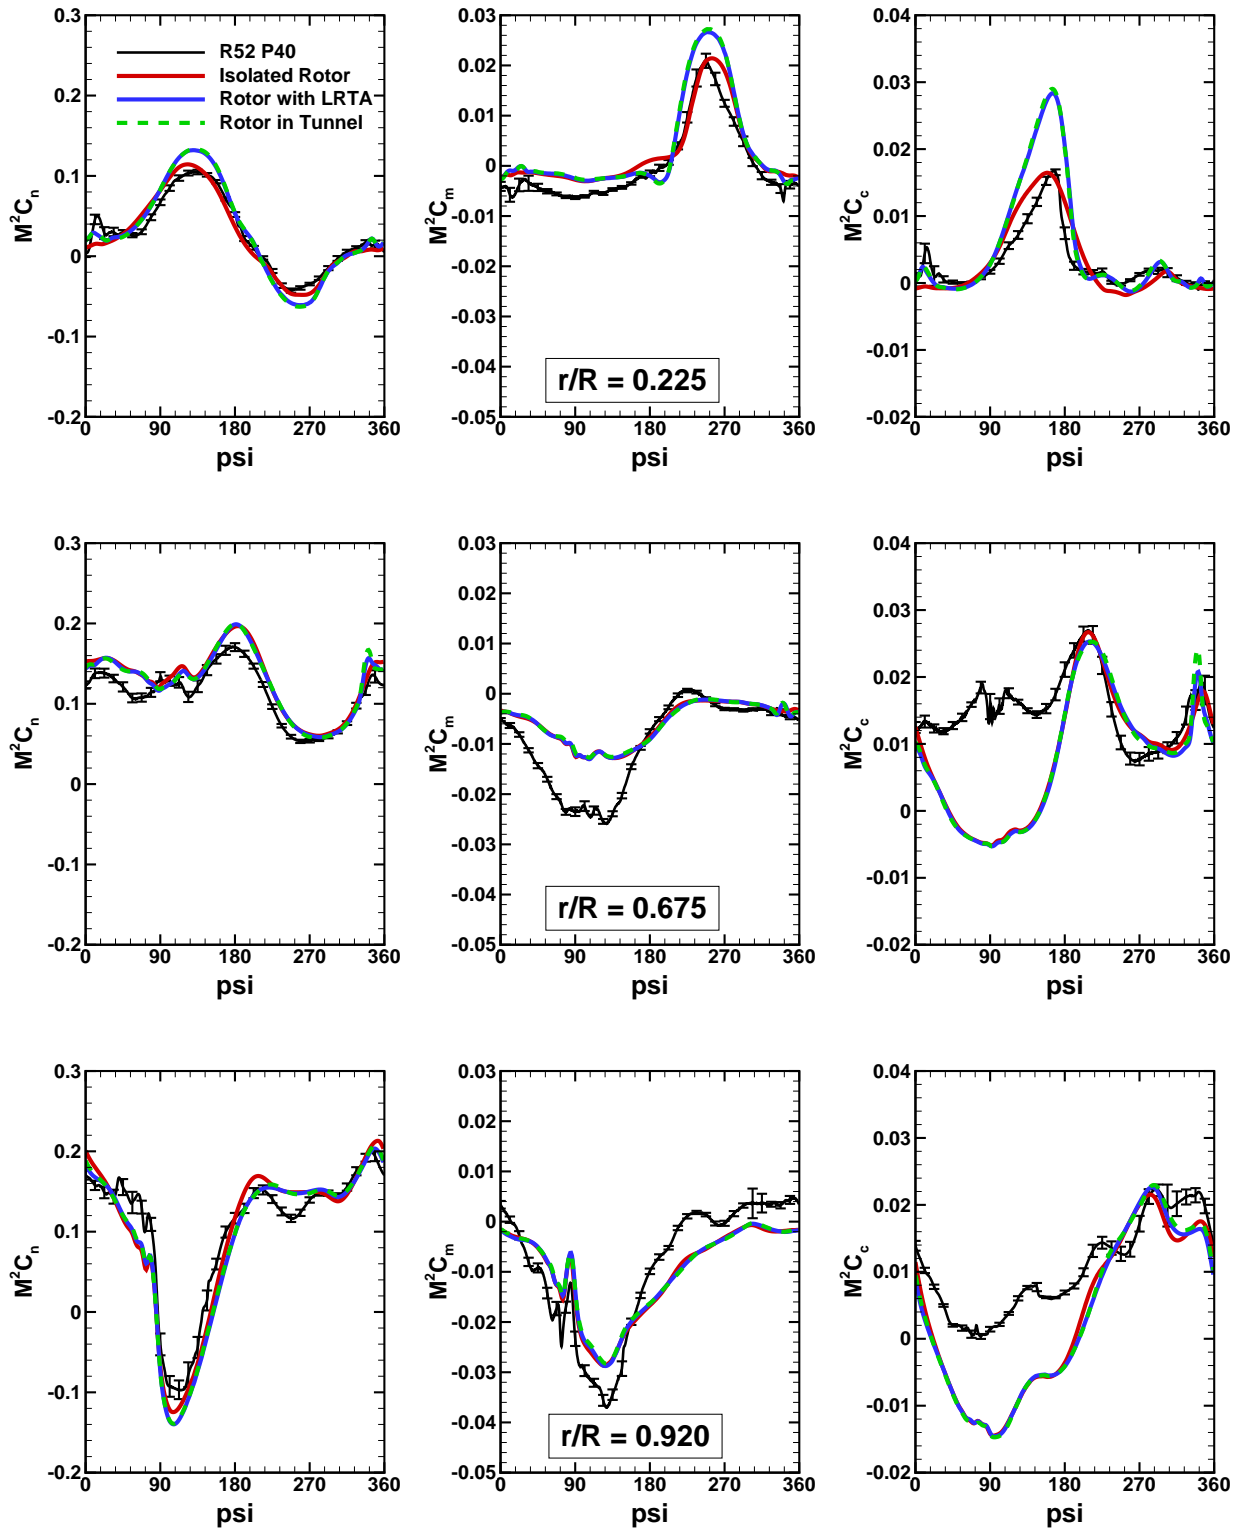 R52 P40
Isolated Rotor
Rotor with LRTA
Rotor in Tunnel
M²Cₙ
0.3
0.2
0.1
0
-0.1
-0.2
0 90 180 270 360
psi
M²Cₘ
0.03
0.02
0.01
0
-0.01
-0.02
-0.03
-0.04
-0.05
0 90 180 270 360
psi
r/R = 0.225
M²C꜀
0.04
0.03
0.02
0.01
0
-0.01
-0.02
0 90 180 270 360
psi
M²Cₙ
0.3
0.2
0.1
0
-0.1
-0.2
0 90 180 270 360
psi
M²Cₘ
0.03
0.02
0.01
0
-0.01
-0.02
-0.03
-0.04
-0.05
0 90 180 270 360
psi
r/R = 0.675
M²C꜀
0.04
0.03
0.02
0.01
0
-0.01
-0.02
0 90 180 270 360
psi
M²Cₙ
0.3
0.2
0.1
0
-0.1
-0.2
0 90 180 270 360
psi
M²Cₘ
0.03
0.02
0.01
0
-0.01
-0.02
-0.03
-0.04
-0.05
0 90 180 270 360
psi
r/R = 0.920
M²C꜀
0.04
0.03
0.02
0.01
0
-0.01
-0.02
0 90 180 270 360
psi